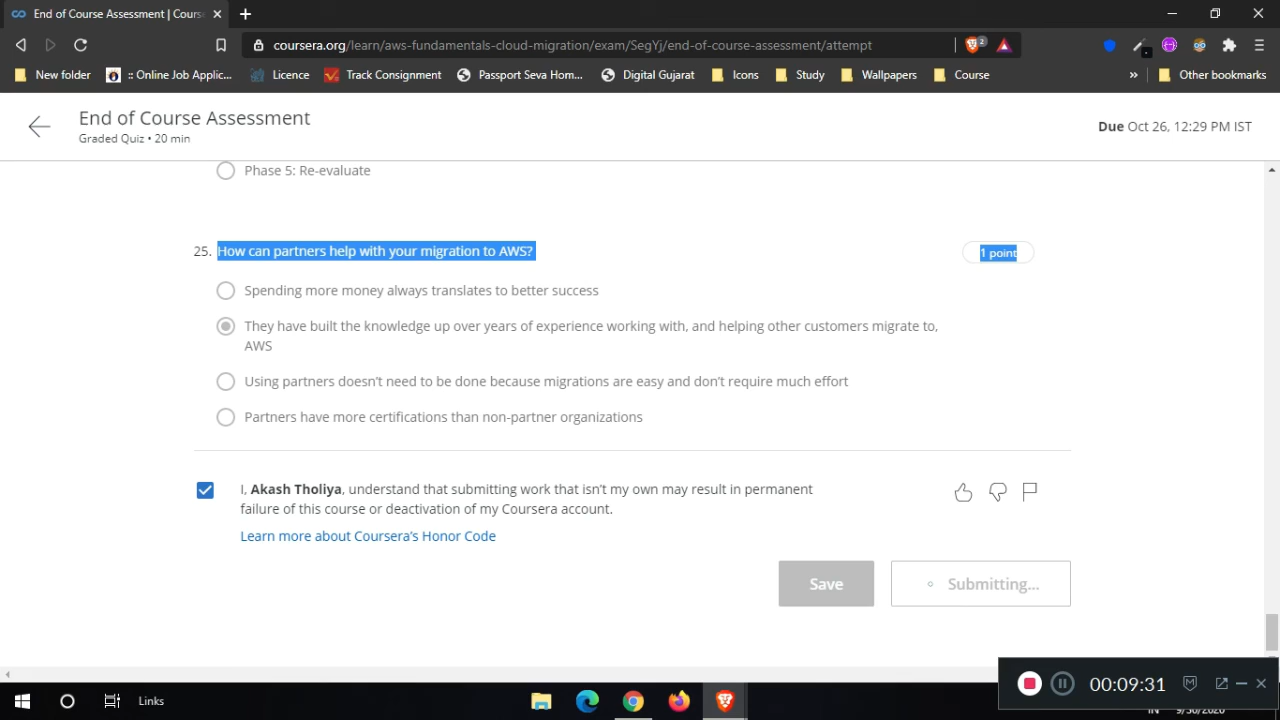 End of Course Assessment | Cours
coursera.org/learn/aws-fundamentals-cloud-migration/exam/SegYj/end-of-course-assessment/attempt
2
New folder
:: Online Job Applic...
Licence
Track Consignment
Passport Seva Hom...
Digital Gujarat
Icons
Study
Wallpapers
Course
»
Other bookmarks
End of Course Assessment
Graded Quiz • 20 min
Due Oct 26, 12:29 PM IST
Phase 5: Re-evaluate
25. How can partners help with your migration to AWS?
1 point
Spending more money always translates to better success
They have built the knowledge up over years of experience working with, and helping other customers migrate to,
AWS
Using partners doesn't need to be done because migrations are easy and don't require much effort
Partners have more certifications than non-partner organizations
I, Akash Tholiya, understand that submitting work that isn't my own may result in permanent
failure of this course or deactivation of my Coursera account.
Learn more about Coursera's Honor Code
Save
Submitting...
00:09:31
Links
IN
9/30/2020